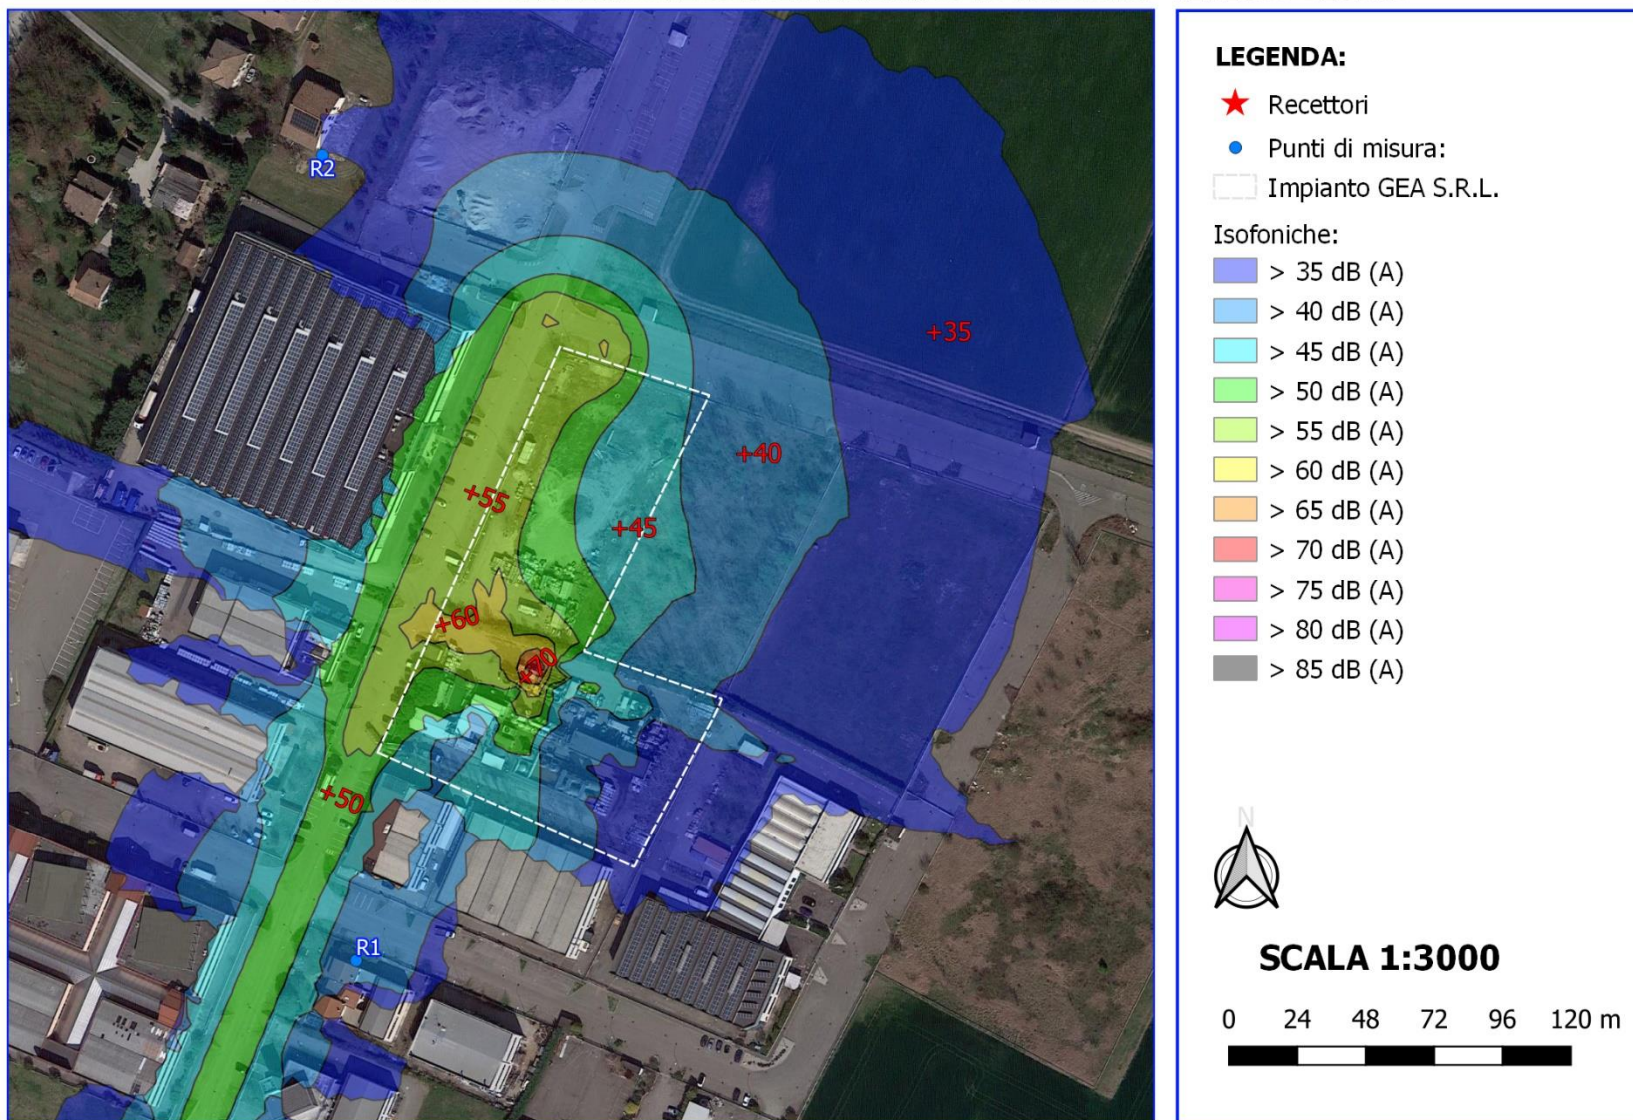 R2
+35
+40
+55
+45
+60
+70
+50
R1
LEGENDA:
Recettori
Punti di misura:
Impianto GEA S.R.L.
Isofoniche:
> 35 dB (A)
> 40 dB (A)
> 45 dB (A)
> 50 dB (A)
> 55 dB (A)
> 60 dB (A)
> 65 dB (A)
> 70 dB (A)
> 75 dB (A)
> 80 dB (A)
> 85 dB (A)
N
SCALA 1:3000
0 24 48 72 96 120 m